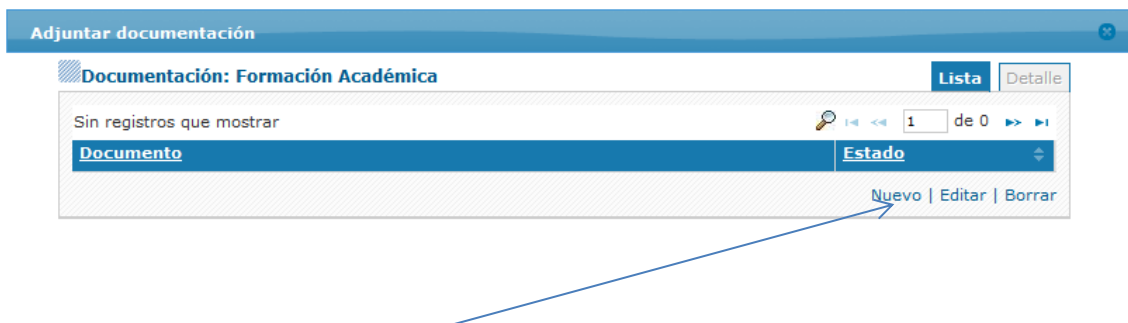 Adjuntar documentación
Documentación: Formación Académica Lista Detalle
Sin registros que mostrar 1 de 0
Documento Estado
Nuevo | Editar | Borrar